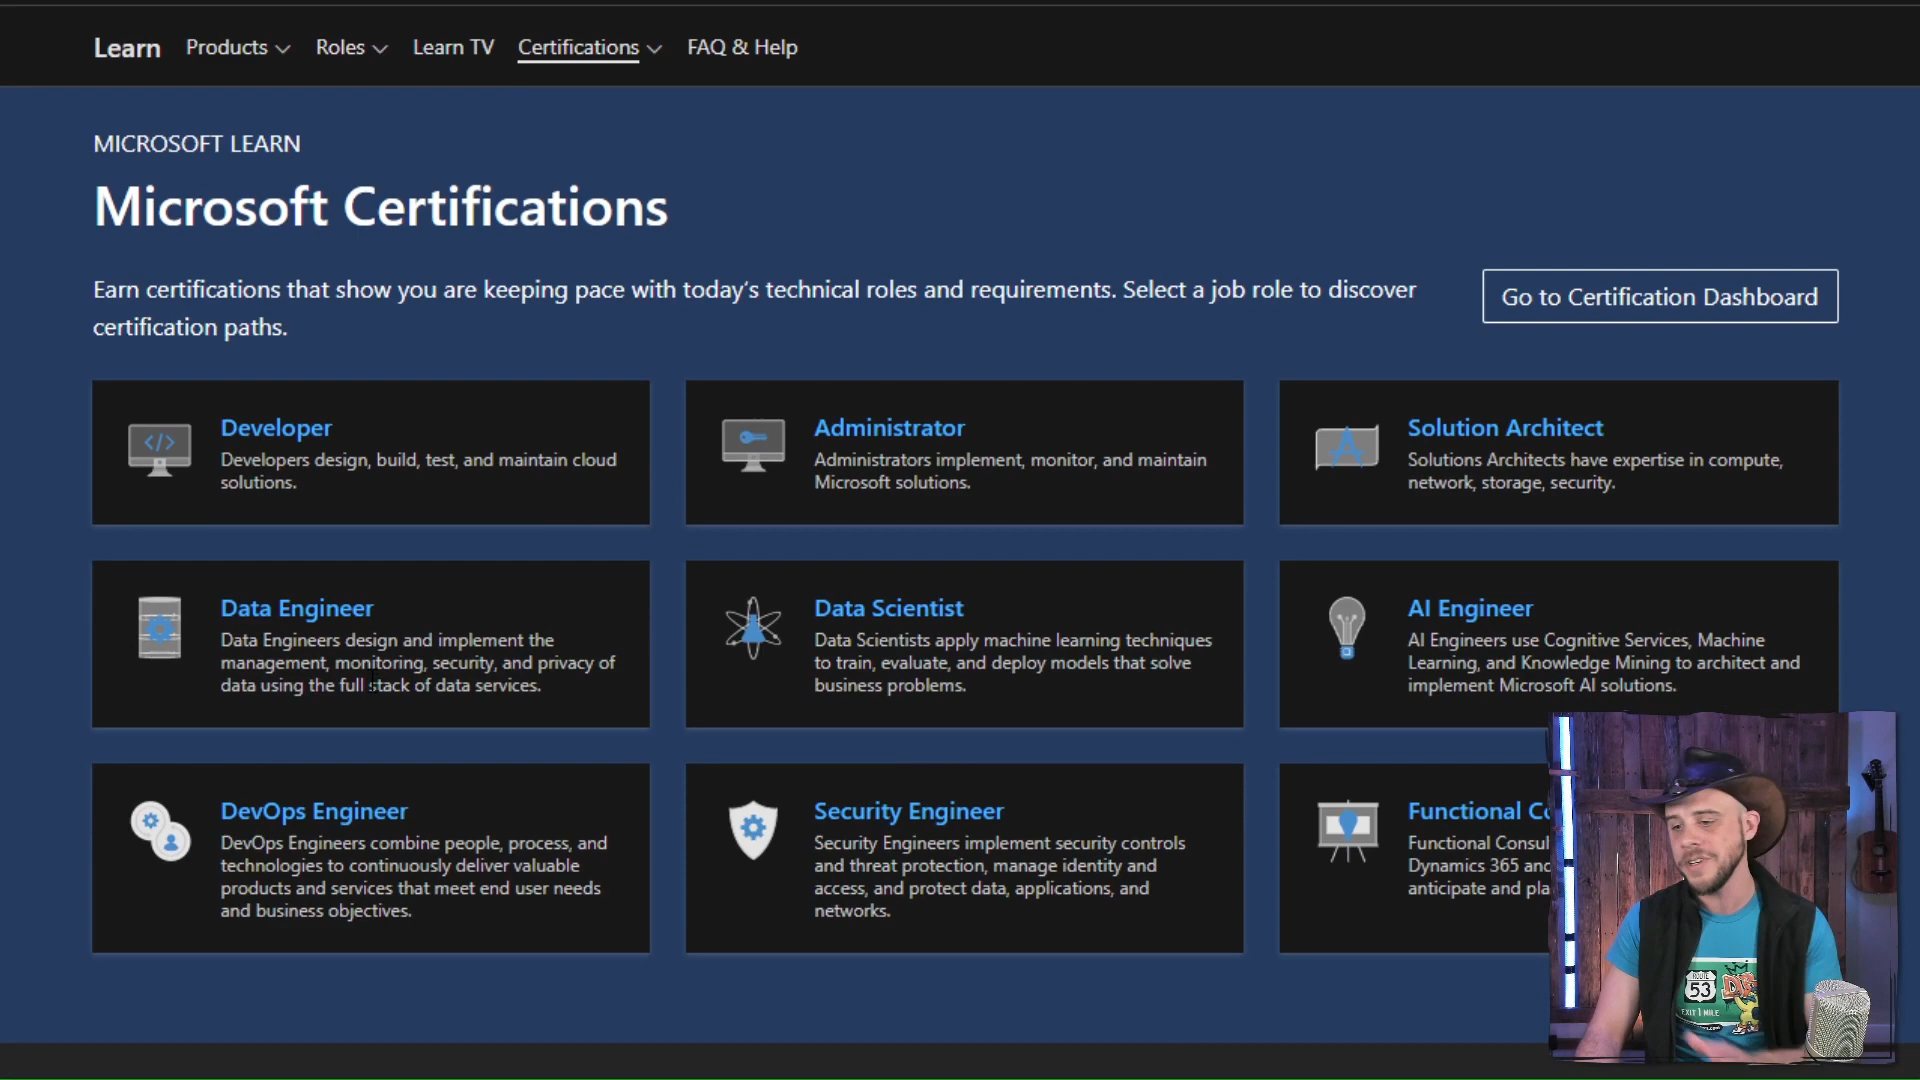 Learn Products Roles Learn TV Certifications FAQ & Help
MICROSOFT LEARN
Microsoft Certifications
Earn certifications that show you are keeping pace with today's technical roles and requirements. Select a job role to discover
certification paths.
Go to Certification Dashboard
Developer
Developers design, build, test, and maintain cloud
solutions.
Administrator
Administrators implement, monitor, and maintain
Microsoft solutions.
Solution Architect
Solutions Architects have expertise in compute,
network, storage, security.
Data Engineer
Data Engineers design and implement the
management, monitoring, security, and privacy of
data using the full stack of data services.
Data Scientist
Data Scientists apply machine learning techniques
to train, evaluate, and deploy models that solve
business problems.
AI Engineer
AI Engineers use Cognitive Services, Machine
Learning, and Knowledge Mining to architect and
implement Microsoft AI solutions.
DevOps Engineer
DevOps Engineers combine people, process, and
technologies to continuously deliver valuable
products and services that meet end user needs
and business objectives.
Security Engineer
Security Engineers implement security controls
and threat protection, manage identity and
access, and protect data, applications, and
networks.
Functional
Functional
Dynamics 365 and
anticipate and
ROUTE
53
EXIT 1 MILE